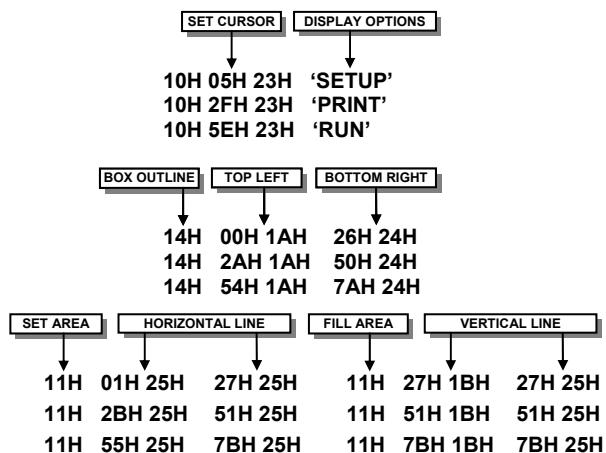 SET CURSOR DISPLAY OPTIONS
10H 05H 23H ‘SETUP’
10H 2FH 23H ‘PRINT’
10H 5EH 23H ‘RUN’
BOX OUTLINE TOP LEFT BOTTOM RIGHT
14H 00H 1AH 26H 24H
14H 2AH 1AH 50H 24H
14H 54H 1AH 7AH 24H
SET AREA HORIZONTAL LINE FILL AREA VERTICAL LINE
11H 01H 25H 27H 25H 11H 27H 1BH 27H 25H
11H 2BH 25H 51H 25H 11H 51H 1BH 51H 25H
11H 55H 25H 7BH 25H 11H 7BH 1BH 7BH 25H